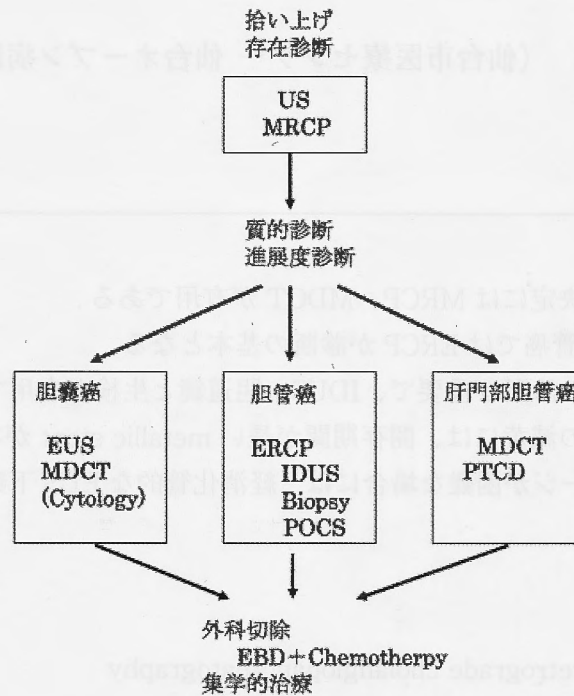 拾い上げ
存在診断
US
MRCP
質的診断
進展度診断
胆嚢癌
EUS
MDCT
(Cytology)
胆管癌
ERCP
IDUS
Biopsy
POCS
肝門部胆管癌
MDCT
PTCD
外科切除
EBD＋Chemotherpy
集学的治療